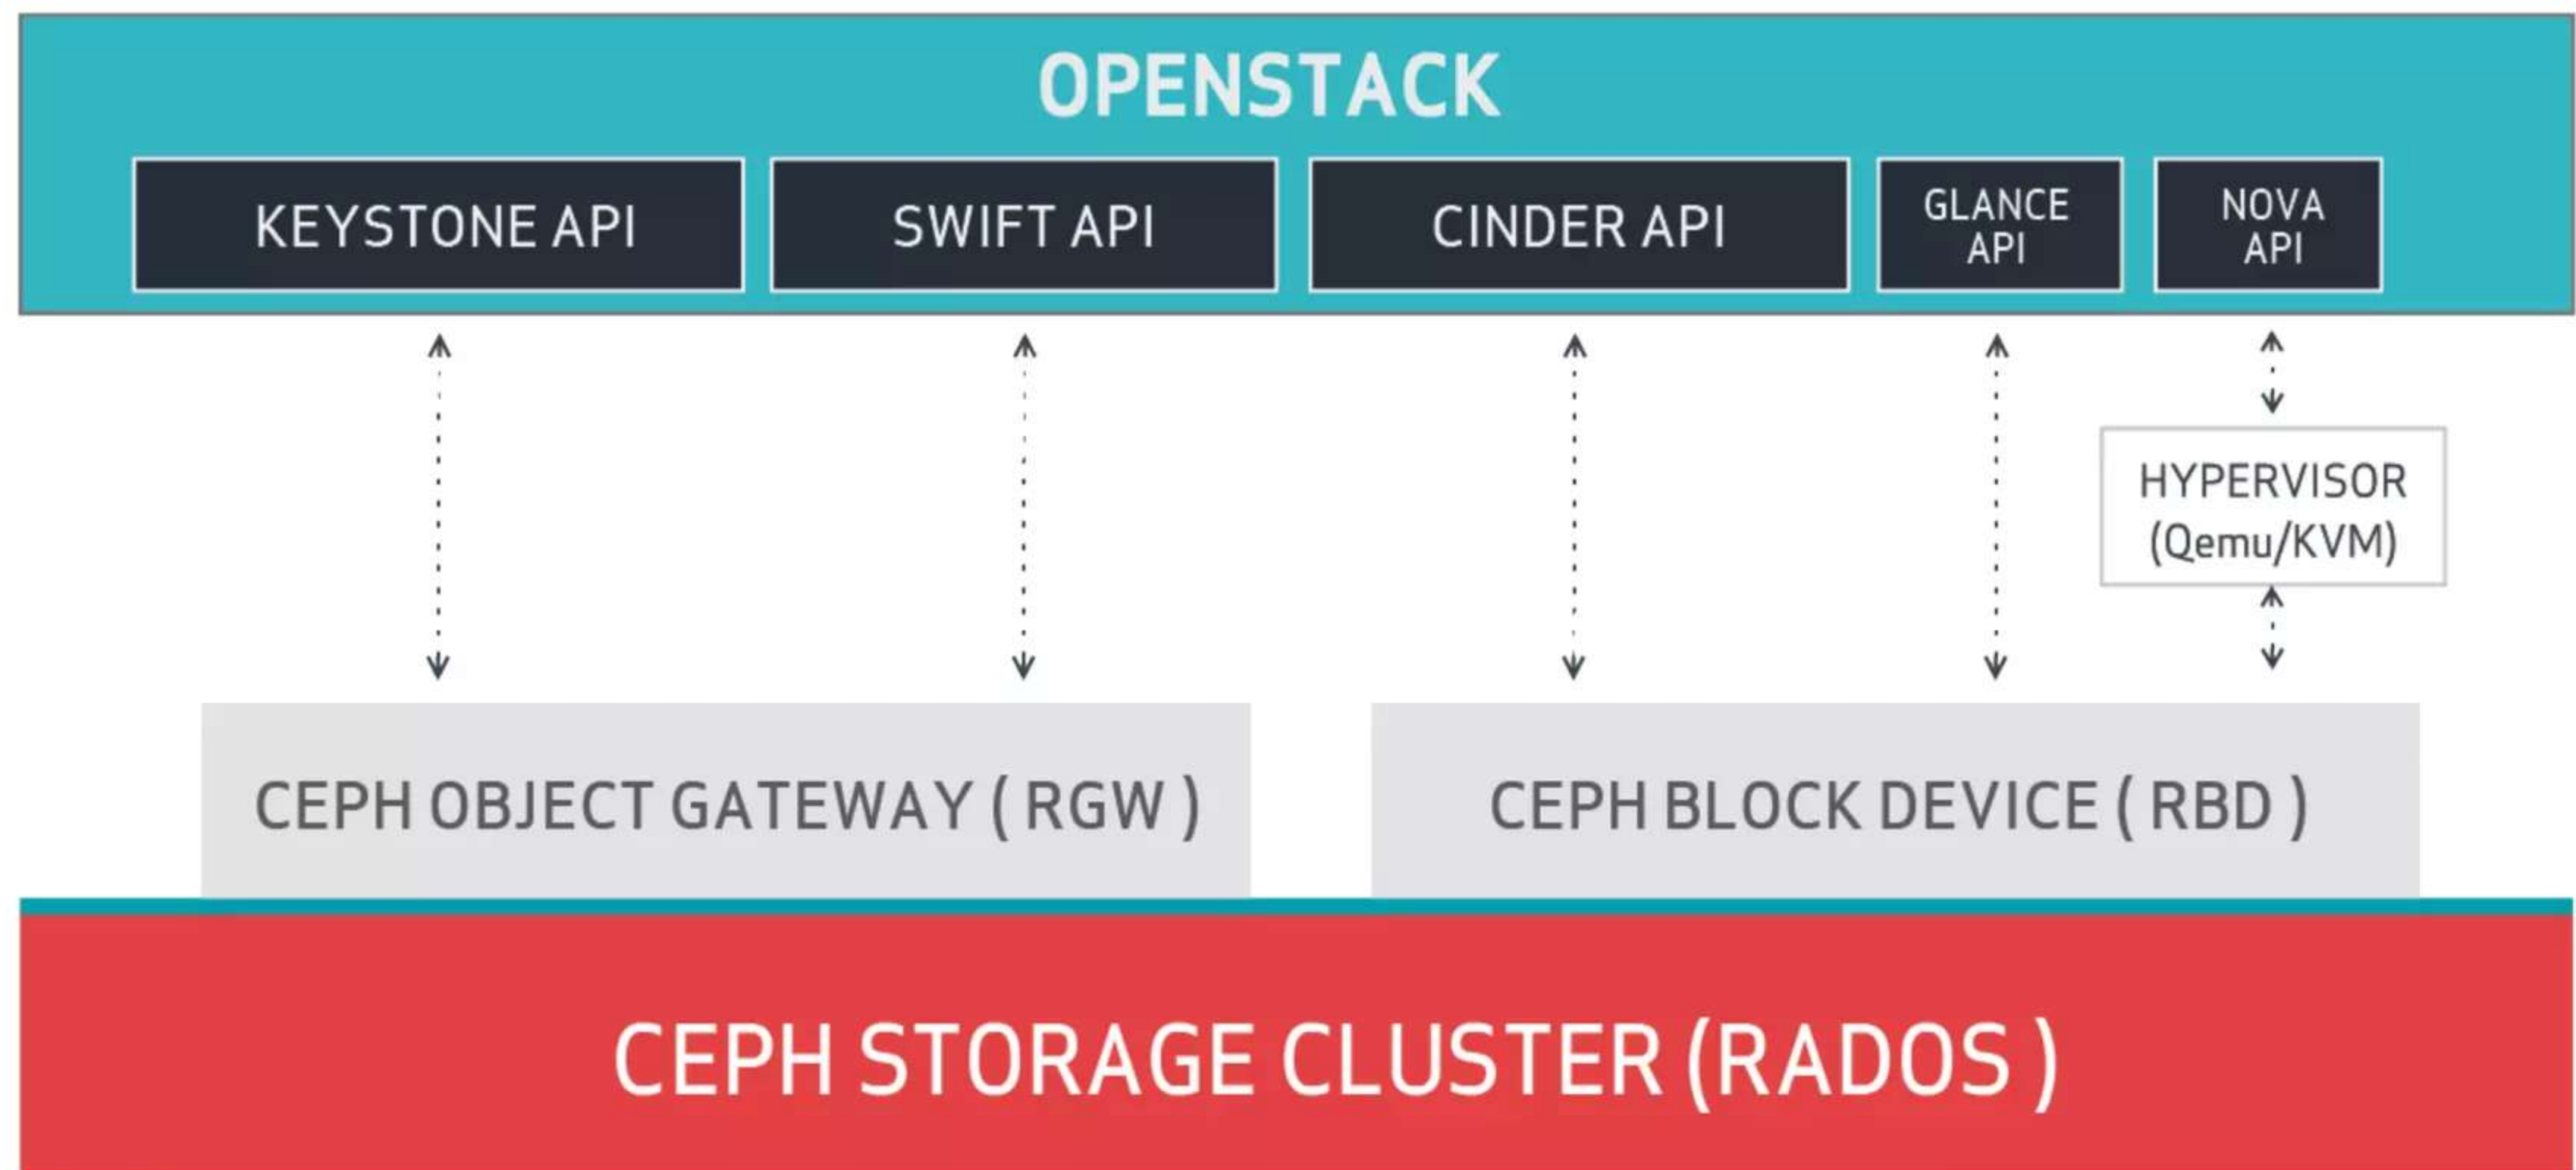 OPENSTACK
KEYSTONE API
SWIFT API
CINDER API
GLANCE
API
NOVA
API
HYPERVISOR
(Qemu/KVM)
CEPH OBJECT GATEWAY ( RGW )
CEPH BLOCK DEVICE ( RBD )
CEPH STORAGE CLUSTER (RADOS )